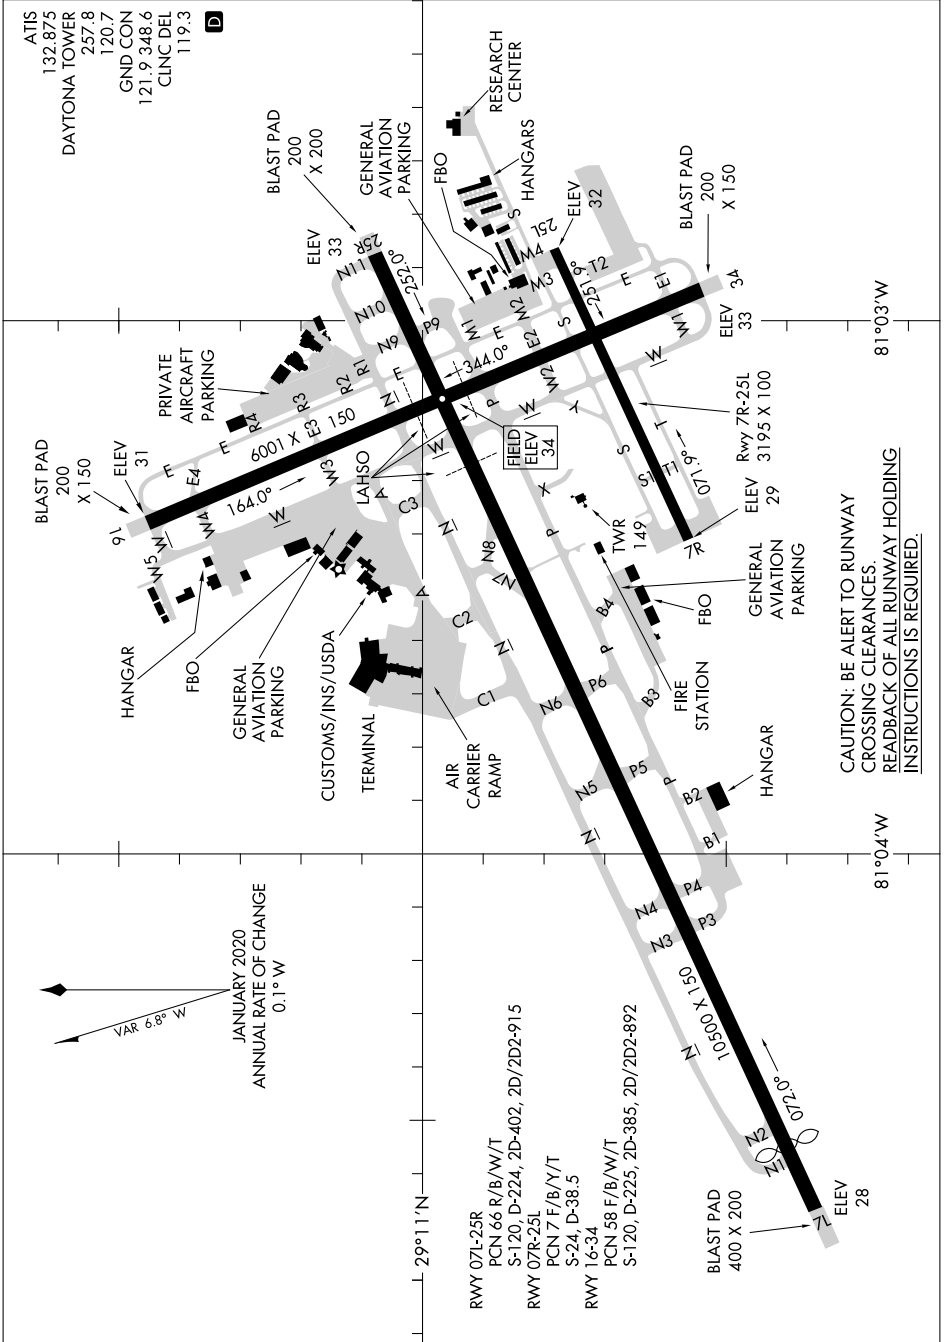 ATIS
132.875
DAYTONA TOWER
257.8
120.7
GND CON
121.9 348.6
CLNC DEL
119.3
D
RESEARCH
CENTER
HANGARS
BLAST PAD
200
X 200
GENERAL
AVIATION
PARKING
FBO
ELEV
33
25R
252.0°
N11
N10
N9
P9
M1
M2
M3
M4
S
25L
ELEV
32
BLAST PAD
200
X 150
251.9°
T2
E
E1
34
ELEV
33
W1
W
S
E2
E
W2
W
Y
P
344.0°
81°03'W
PRIVATE
AIRCRAFT
PARKING
R1
R2
R3
R4
E
E3
E
E
E4
N
BLAST PAD
200
X 150
ELEV
31
16
6001 X 150
164.0°
W
W3
W
W4
W
W5
A
LAHSO
FIELD
ELEV
34
Rwy 7R-25L
3195 X 100
S
T
S1
T1
071.9°
ELEV
29
7R
TWR
149
X
P
C3
N
N8
N7
A
C2
N
C1
N6
P6
P
B4
B3
HANGAR
FBO
GENERAL
AVIATION
PARKING
CUSTOMS/INS/USDA
TERMINAL
AIR
CARRIER
RAMP
FIRE
STATION
GENERAL
AVIATION
PARKING
FBO
N5
P5
P
B2
B1
HANGAR
N
N4
P4
N3
P3
81°04'W
CAUTION: BE ALERT TO RUNWAY
CROSSING CLEARANCES.
READBACK OF ALL RUNWAY HOLDING
INSTRUCTIONS IS REQUIRED.
VAR 6.8° W
JANUARY 2020
ANNUAL RATE OF CHANGE
0.1° W
10500 X 150
N
072.0°
N2
N1
7L
ELEV
28
BLAST PAD
400 X 200
29°11'N
RWY 07L-25R
PCN 66 R/B/W/T
S-120, D-224, 2D-402, 2D/2D2-915
RWY 07R-25L
PCN 7 F/B/Y/T
S-24, D-38.5
RWY 16-34
PCN 58 F/B/W/T
S-120, D-225, 2D-385, 2D/2D2-892